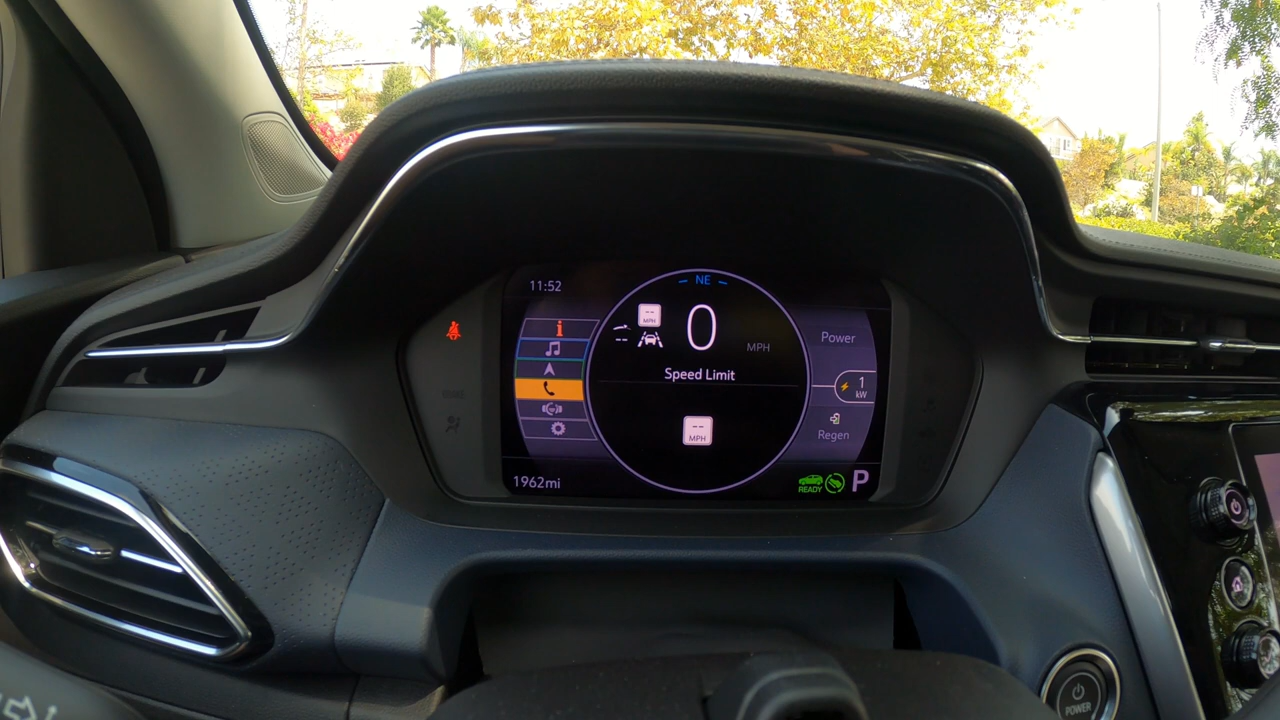 11:52
NE
--
MPH
--
0
MPH
Speed Limit
--
MPH
Power
1
kW
Regen
1962mi
READY
P
POWER